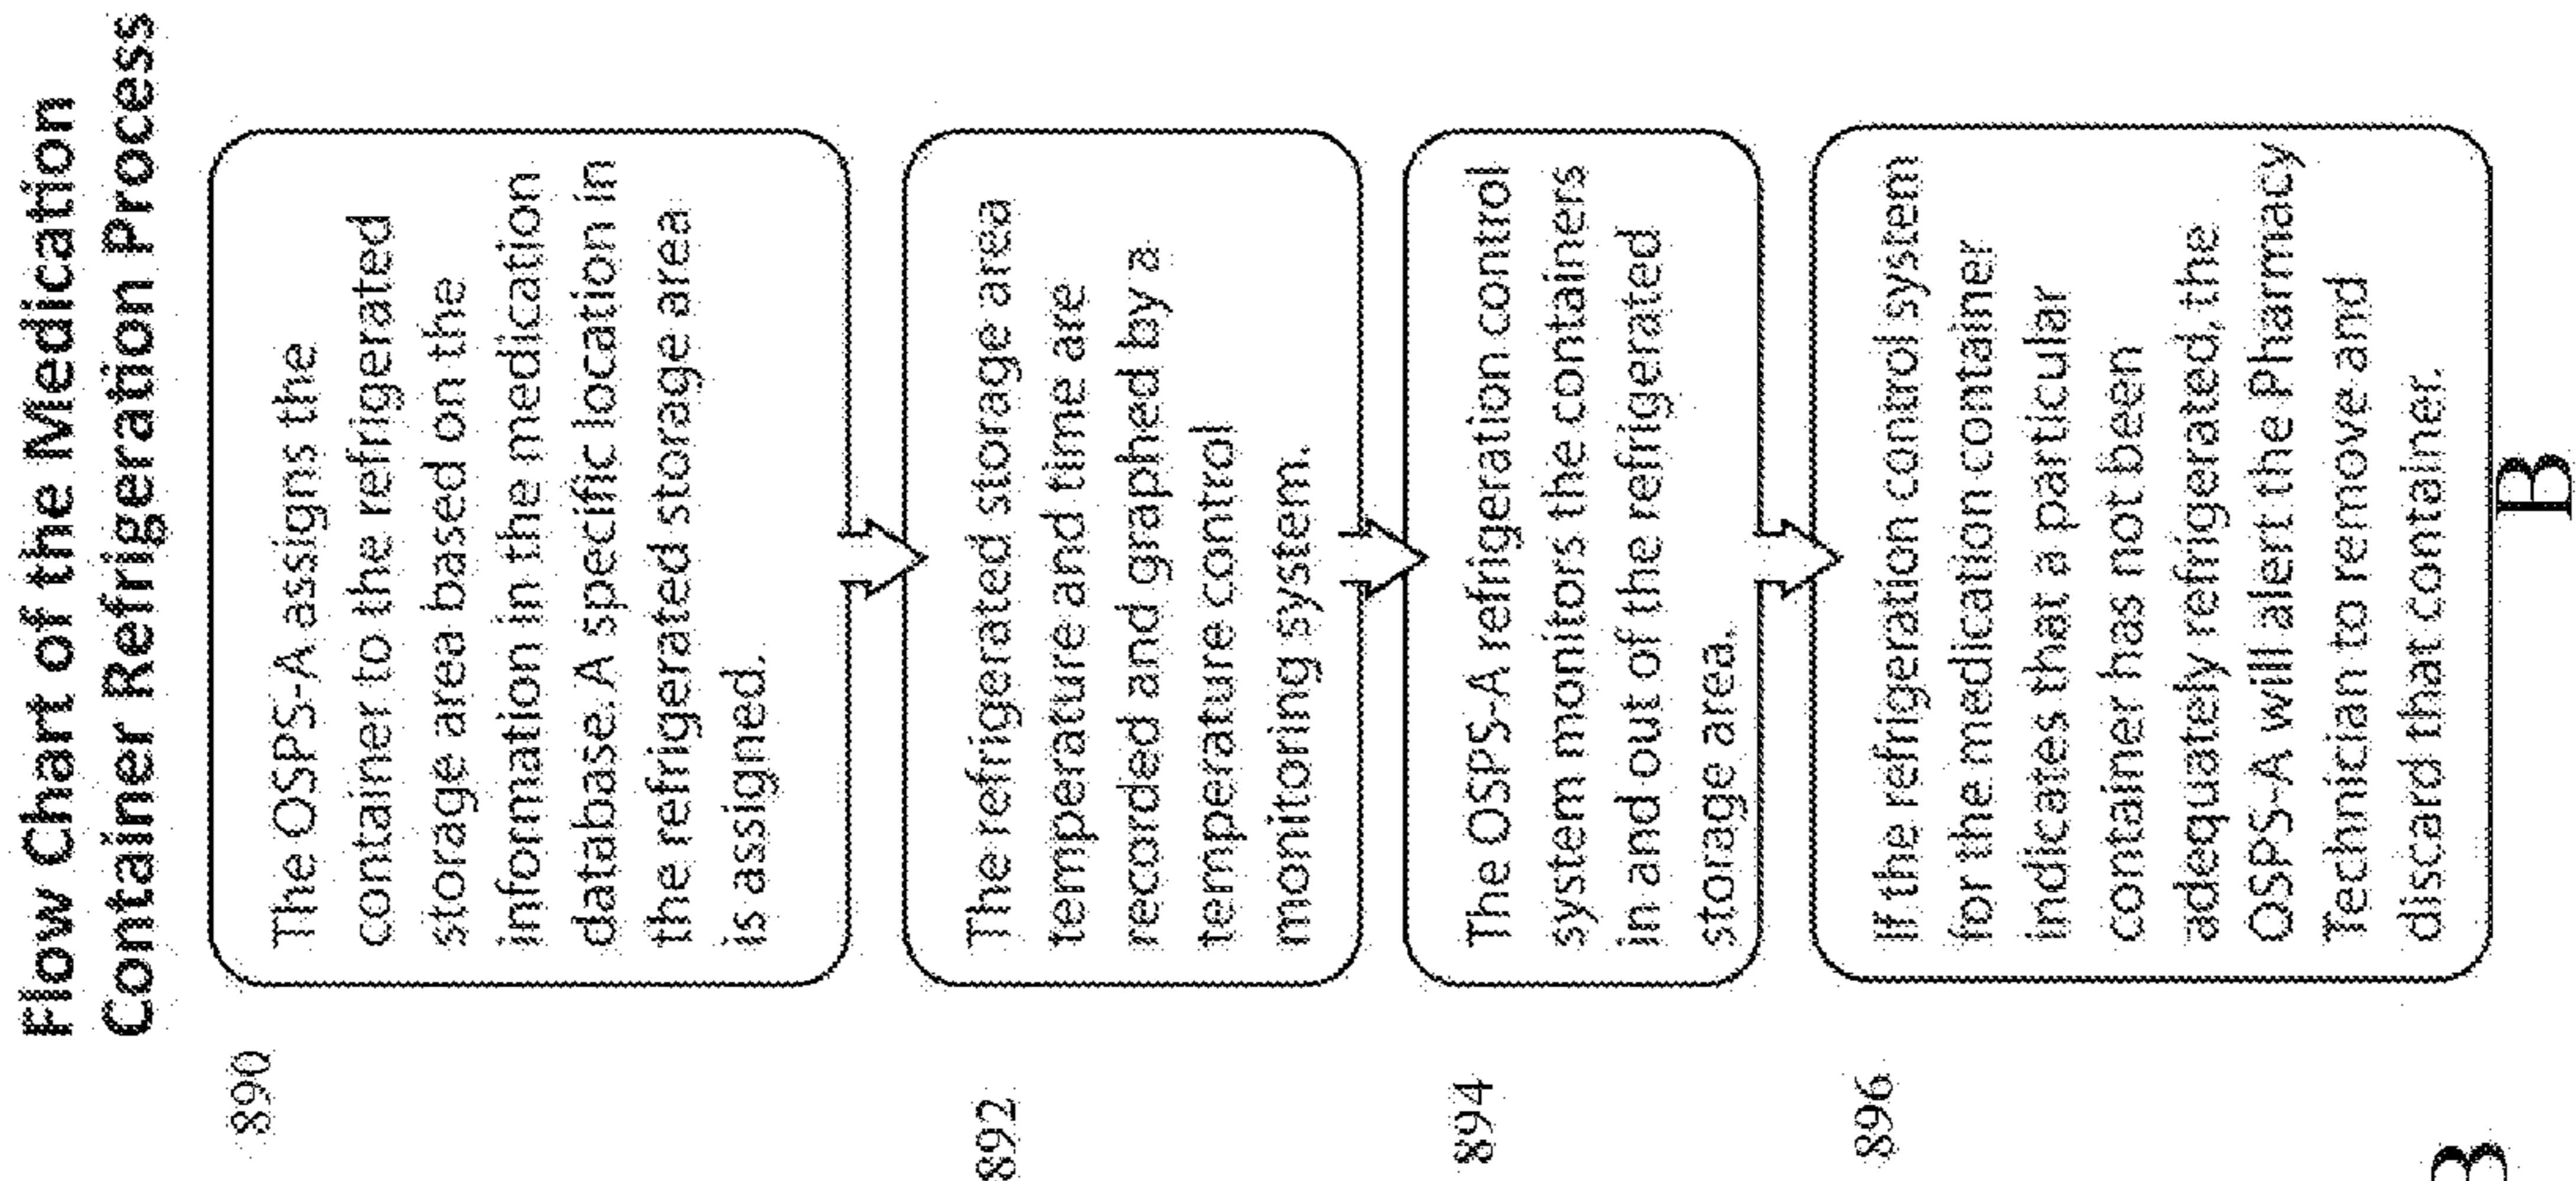 Flow Chart of the Medication
Container Refrigeration Process
890
The OSPS-A assigns the
container to the refrigerated
storage area based on the
information in the medication
database. A specific location in
the refrigerated storage area
is assigned.
892
The refrigerated storage area
temperature and time are
recorded and graphed by a
temperature control
monitoring system.
894
The OSPS-A refrigeration control
system monitors the containers
in and out of the refrigerated
storage area.
896
If the refrigeration control system
for the medication container
indicates that a particular
container has not been
adequately refrigerated, the
OSPS-A will alert the Pharmacy
Technician to remove and
discard that container.
B